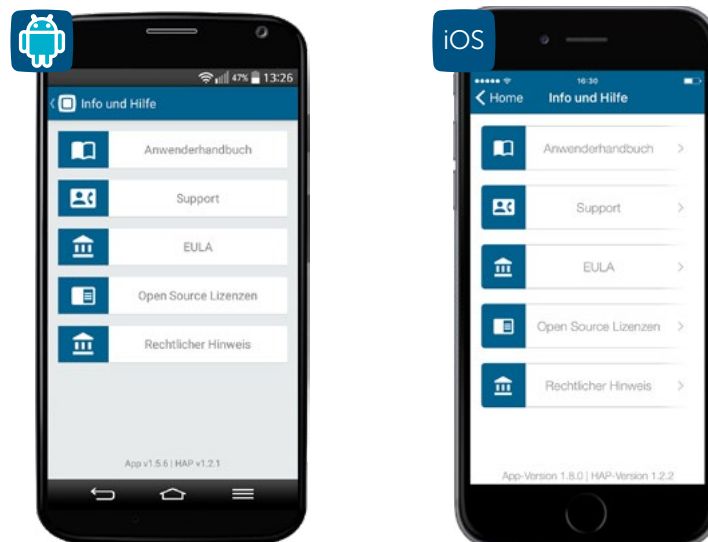 47% 13:26
Info und Hilfe
Anwenderhandbuch
Support
EULA
Open Source Lizenzen
Rechtlicher Hinweis
App v1.5.6 | HAP v1.2.1
iOS
16:30
Home Info und Hilfe
Anwenderhandbuch
Support
EULA
Open Source Lizenzen
Rechtlicher Hinweis
App-Version 1.8.0 | HAP-Version 1.2.2